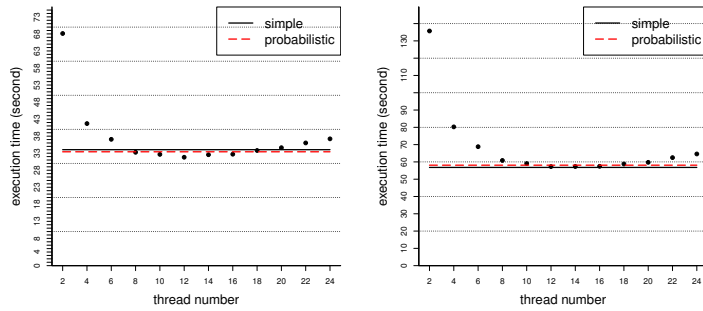 simple
probabilistic
execution time (second)
73
68
63
58
53
48
43
38
33
28
23
18
13
8
4
0
2 4 6 8 10 12 14 16 18 20 22 24
thread number
simple
probabilistic
execution time (second)
130
110
90
80
70
60
50
40
30
20
10
0
2 4 6 8 10 12 14 16 18 20 22 24
thread number